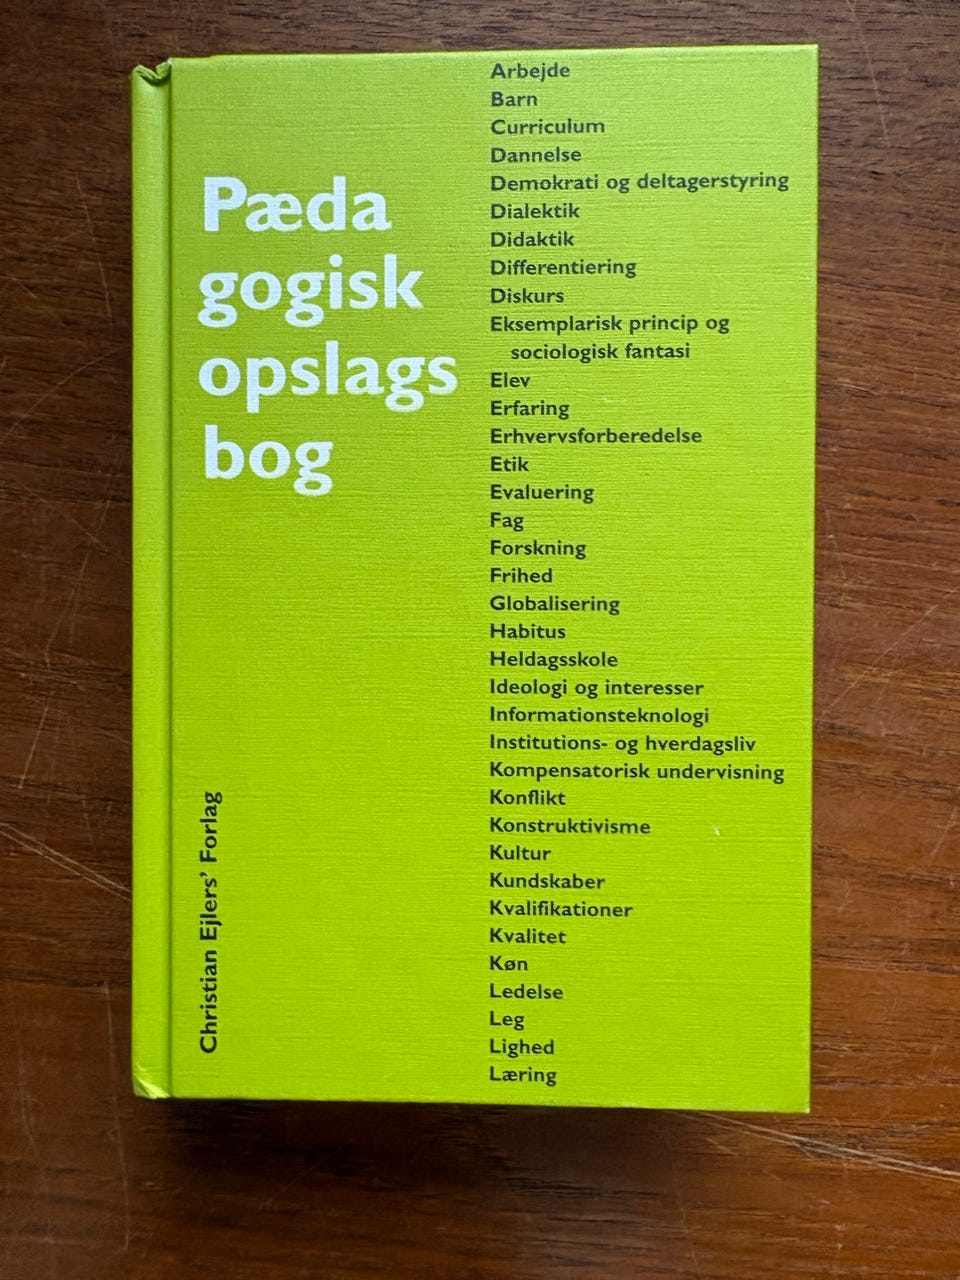 Pæda
gogisk
opslags
bog
Christian Ejlers’ Forlag
Arbejde
Barn
Curriculum
Dannelse
Demokrati og deltagerstyring
Dialektik
Didaktik
Differentiering
Diskurs
Eksemplarisk princip og
sociologisk fantasi
Elev
Erfaring
Erhvervsforberedelse
Etik
Evaluering
Fag
Forskning
Frihed
Globalisering
Habitus
Heldagsskole
Ideologi og interesser
Informationsteknologi
Institutions- og hverdagsliv
Kompensatorisk undervisning
Konflikt
Konstruktivisme
Kultur
Kundskaber
Kvalifikationer
Kvalitet
Køn
Ledelse
Leg
Lighed
Læring